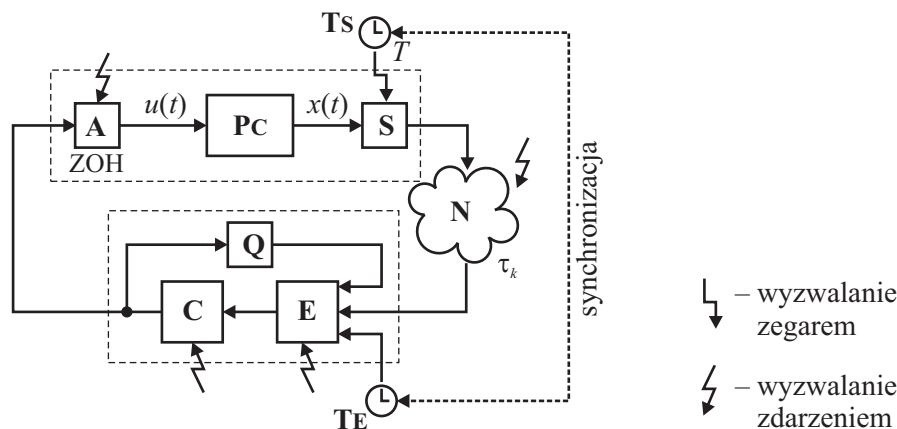 TS
T
A
u(t)
PC
x(t)
S
ZOH
N
τk
synchronizacja
Q
C
E
TE
– wyzwalanie
zegarem
– wyzwalanie
zdarzeniem